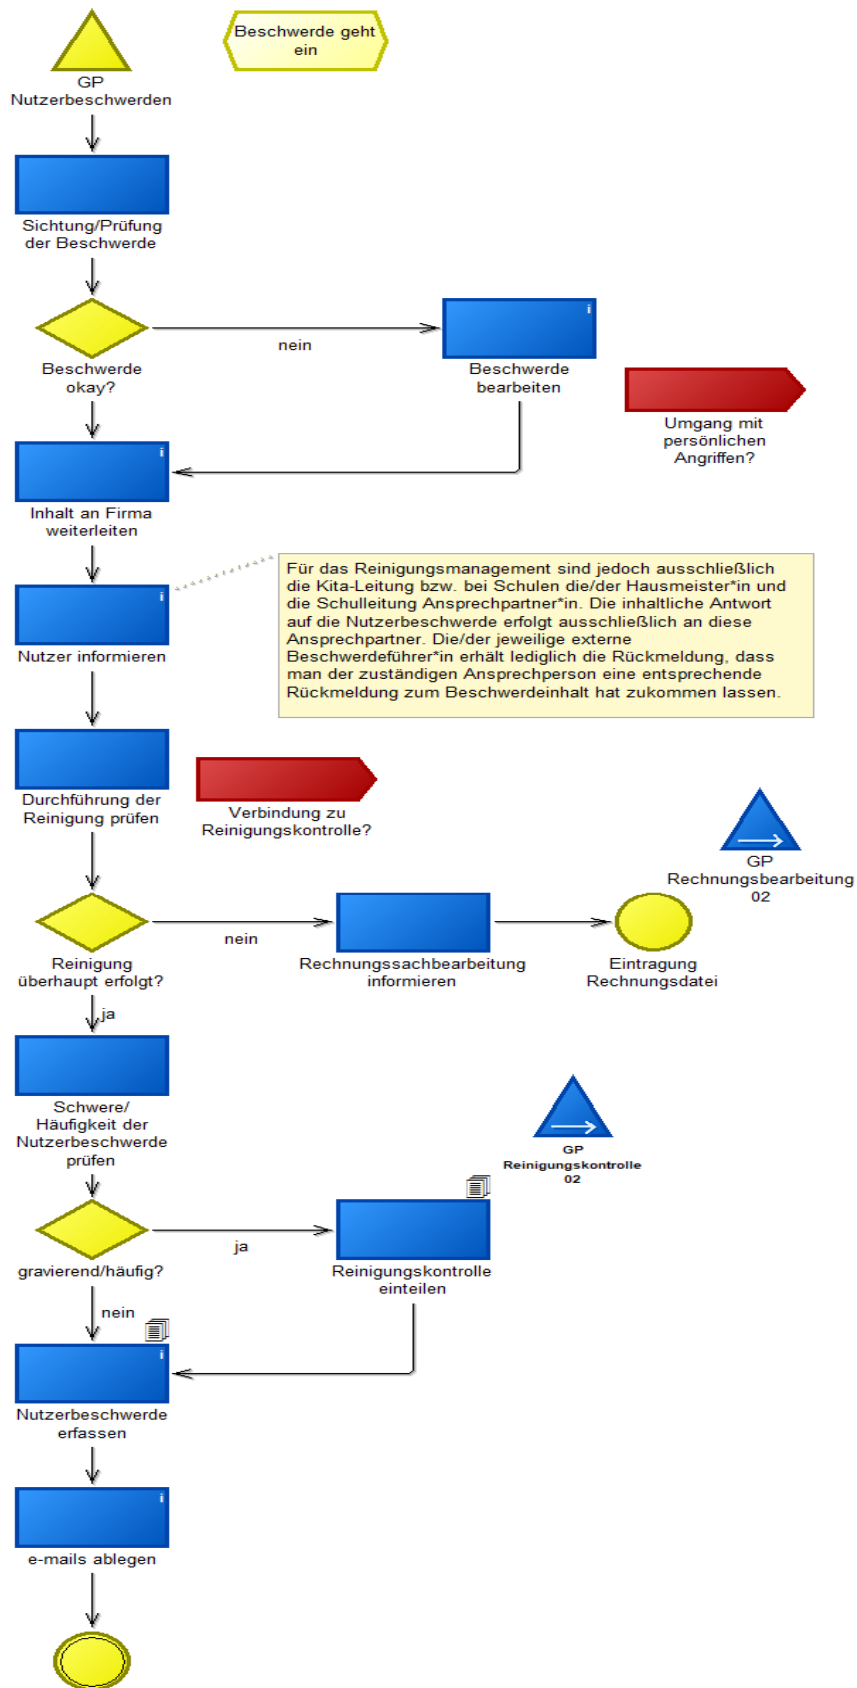 Beschwerde geht
ein
GP
Nutzerbeschwerden
Sichtung/Prüfung
der Beschwerde
nein
Beschwerde
okay?
i
Beschwerde
bearbeiten
Umgang mit
persönlichen
Angriffen?
i
Inhalt an Firma
weiterleiten
i
Nutzer informieren
Für das Reinigungsmanagement sind jedoch ausschließlich
die Kita-Leitung bzw. bei Schulen die/der Hausmeister*in und
die Schulleitung Ansprechpartner*in. Die inhaltliche Antwort
auf die Nutzerbeschwerde erfolgt ausschließlich an diese
Ansprechpartner. Die/der jeweilige externe
Beschwerdeführer*in erhält lediglich die Rückmeldung, dass
man der zuständigen Ansprechperson eine entsprechende
Rückmeldung zum Beschwerdeinhalt hat zukommen lassen.
Durchführung der
Reinigung prüfen
Verbindung zu
Reinigungskontrolle?
GP
Rechnungsbearbeitung
02
nein
Reinigung
überhaupt erfolgt?
Rechnungssachbearbeitung
informieren
Eintragung
Rechnungsdatei
ja
Schwere/
Häufigkeit der
Nutzerbeschwerde
prüfen
GP
Reinigungskontrolle
02
ja
gravierend/häufig?
Reinigungskontrolle
einteilen
nein
i
Nutzerbeschwerde
erfassen
i
e-mails ablegen